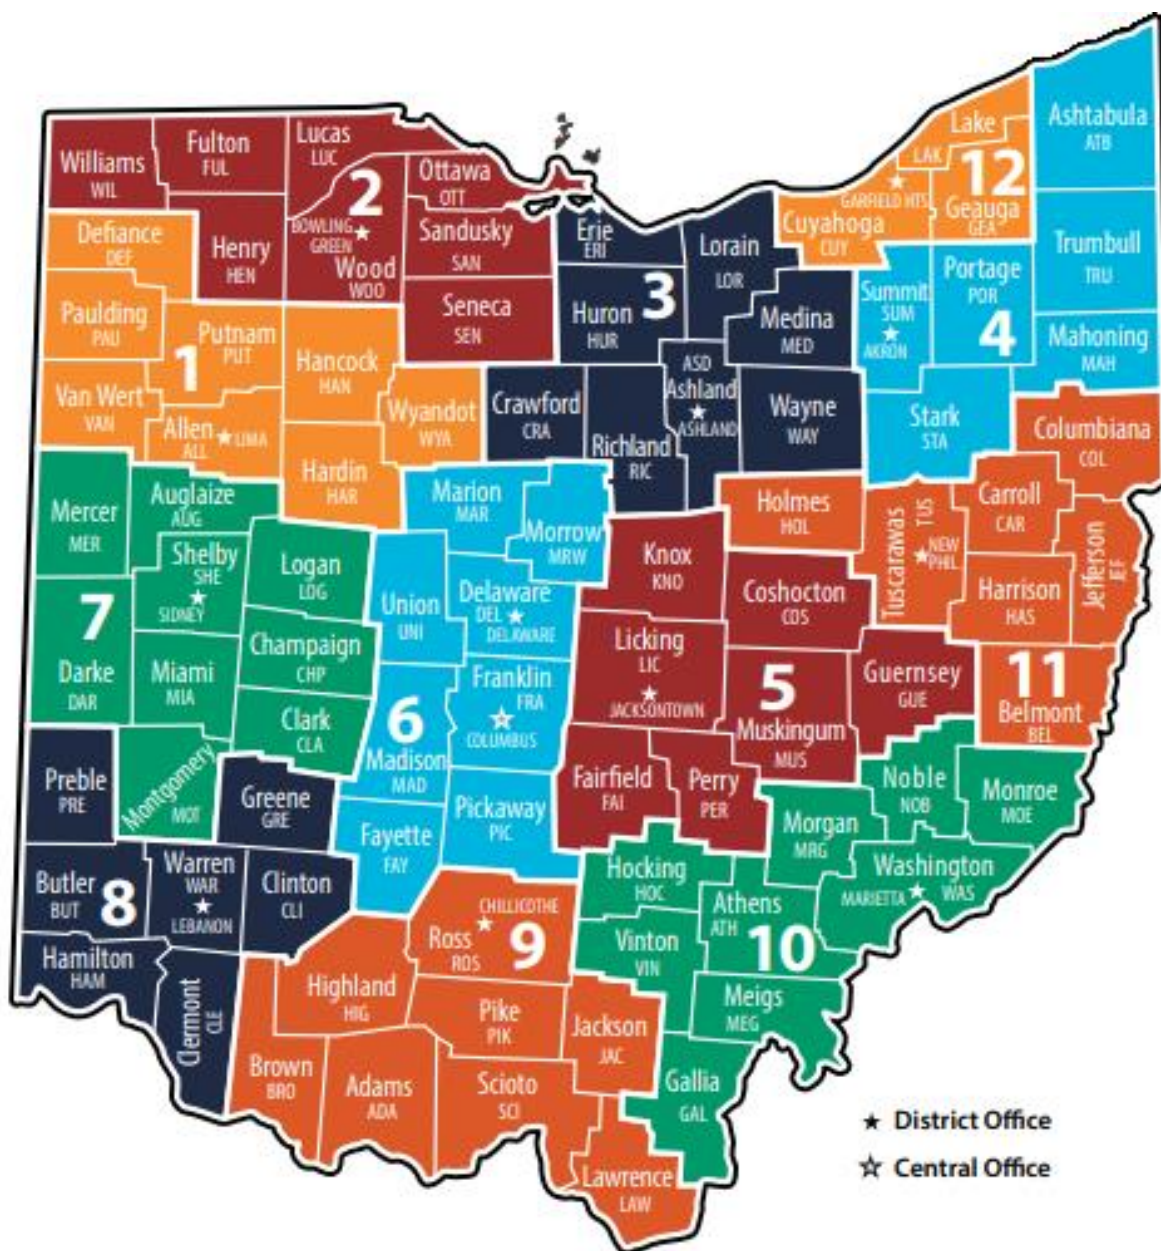 Williams
WIL
Fulton
FUL
Lucas
LUC
Ottawa
OTT
2
BOWLING
GREEN
Wood
WOO
Henry
HEN
Sandusky
SAN
Seneca
SEN
Defiance
DEF
Paulding
PAU
Putnam
PUT
1
Van Wert
VAN
Allen
ALL
LIMA
Hancock
HAN
Wyandot
WYA
Hardin
HAR
Erie
ERI
Lorain
LOR
3
Huron
HUR
Medina
MED
Crawford
CRA
Richland
RIC
ASD
Ashland
ASHLAND
Wayne
WAY
Lake
LAK
12
GARFIELD HTS
Cuyahoga
CUY
Geauga
GEA
Ashtabula
ATB
Trumbull
TRU
Portage
POR
4
Summit
SUM
AKRON
Mahoning
MAH
Stark
STA
Columbiana
COL
Mercer
MER
Auglaize
AUG
Shelby
SHE
SIDNEY
Logan
LOG
7
Darke
DAR
Miami
MIA
Champaign
CHP
Clark
CLA
Montgomery
MOT
Marion
MAR
Morrow
MRW
Union
UNI
Delaware
DEL
DELAWARE
Franklin
FRA
COLUMBUS
6
Madison
MAD
Pickaway
PIC
Fayette
FAY
Holmes
HOL
Knox
KNO
Coshocton
COS
Licking
LIC
JACKSONTOWN
5
Muskingum
MUS
Guernsey
GUE
Fairfield
FAI
Perry
PER
Tuscarawas
TUS
NEW
PHIL
Carroll
CAR
Harrison
HAS
Jefferson
JEF
11
Belmont
BEL
Preble
PRE
Greene
GRE
Butler
BUT
8
Warren
WAR
LEBANON
Clinton
CLI
Hamilton
HAM
Clermont
CLE
Noble
NOB
Monroe
MOE
Morgan
MRG
Washington
WAS
MARIETTA
Hocking
HOC
Athens
ATH
10
Vinton
VIN
Meigs
MEG
Gallia
GAL
CHILLICOTHE
Ross
ROS
9
Highland
HIG
Pike
PIK
Jackson
JAC
Brown
BRO
Adams
ADA
Scioto
SCI
Lawrence
LAW
District Office
Central Office